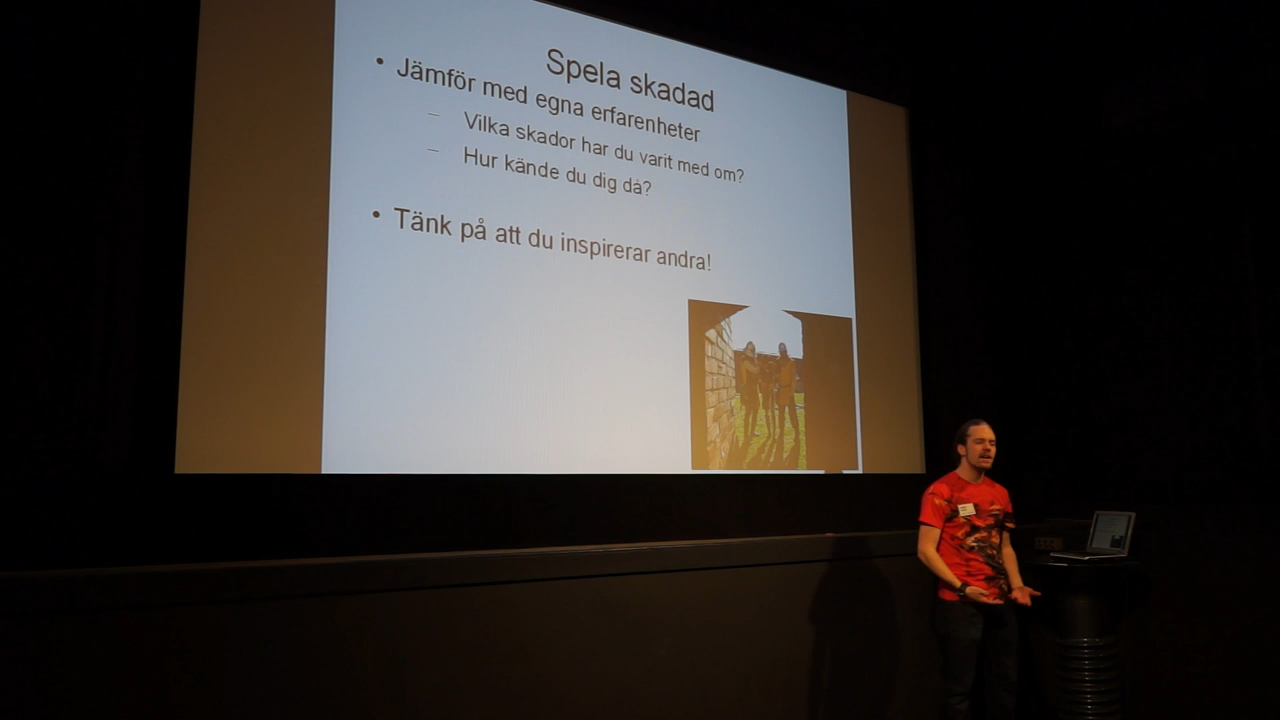 Spela skadad
• Jämför med egna erfarenheter
– Vilka skador har du varit med om?
– Hur kände du dig då?
• Tänk på att du inspirerar andra!